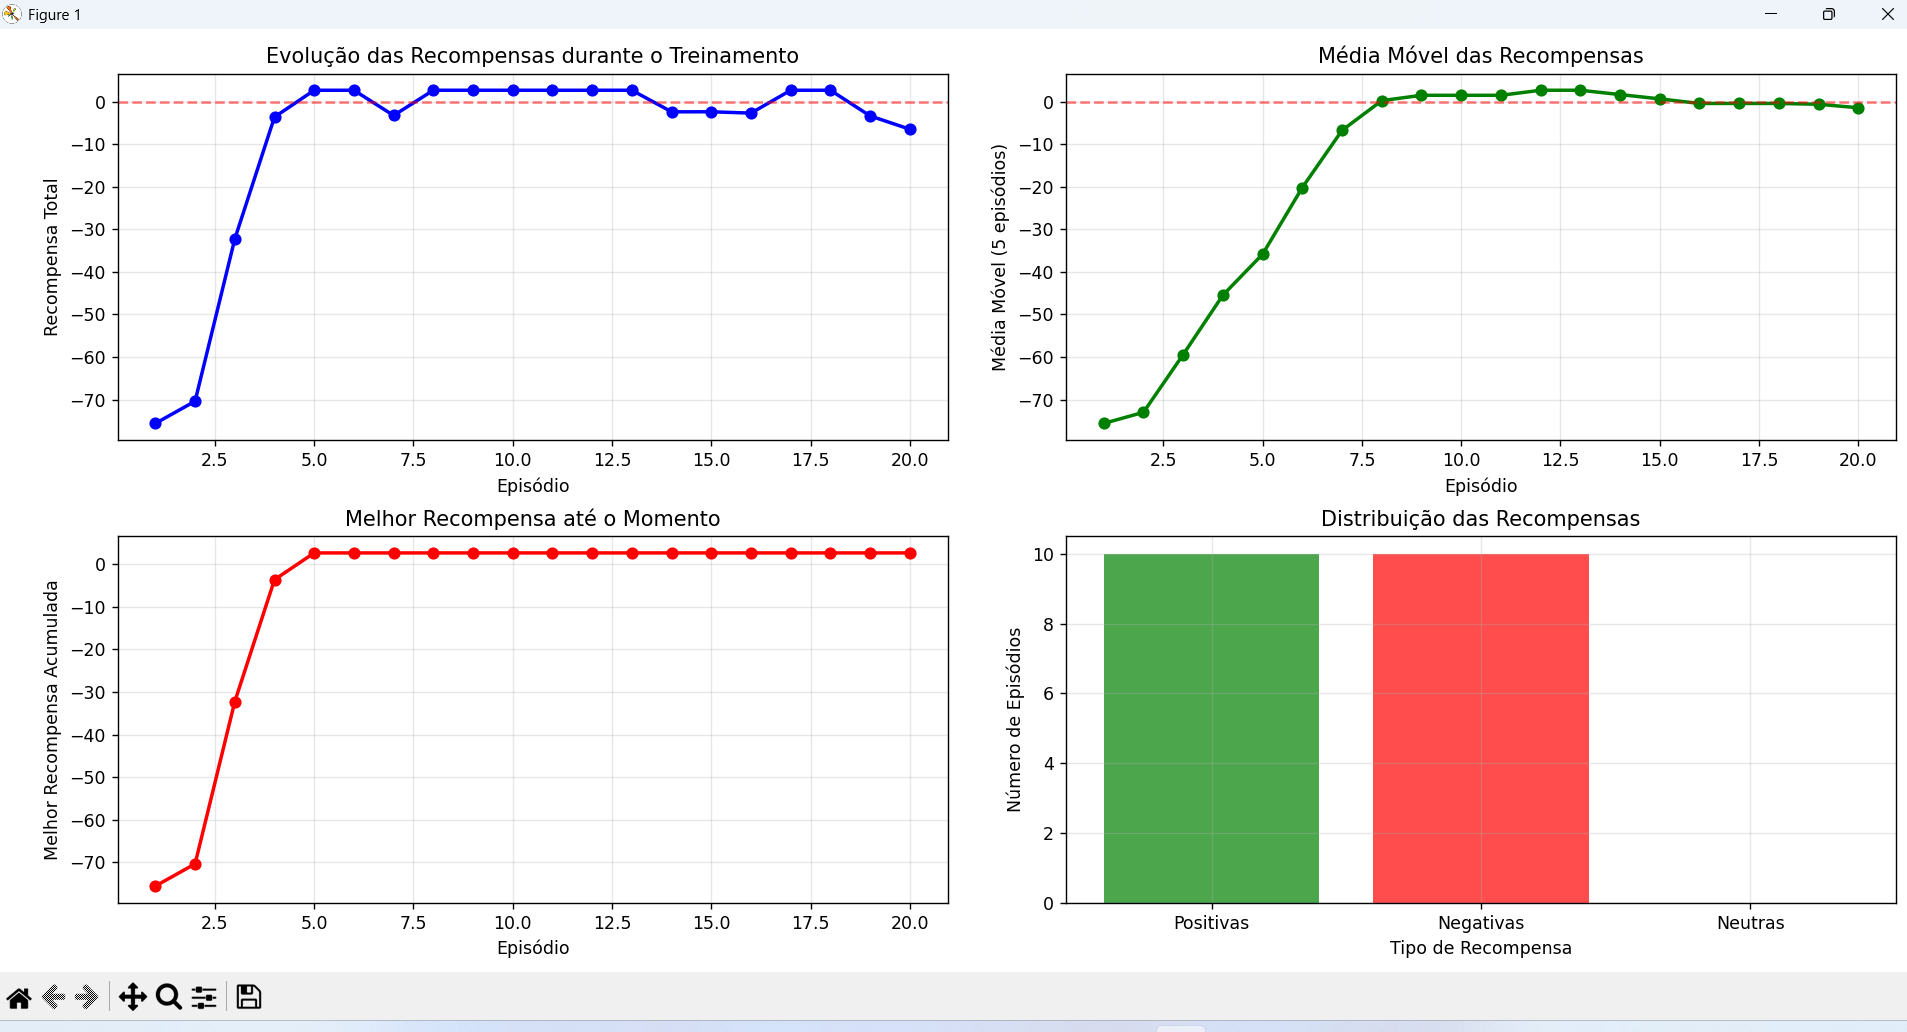 Figure 1
Evolução das Recompensas durante o Treinamento
Recompensa Total
0
−10
−20
−30
−40
−50
−60
−70
2.5 5.0 7.5 10.0 12.5 15.0 17.5 20.0
Episódio
Média Móvel das Recompensas
Média Móvel (5 episódios)
0
−10
−20
−30
−40
−50
−60
−70
2.5 5.0 7.5 10.0 12.5 15.0 17.5 20.0
Episódio
Melhor Recompensa até o Momento
Melhor Recompensa Acumulada
0
−10
−20
−30
−40
−50
−60
−70
2.5 5.0 7.5 10.0 12.5 15.0 17.5 20.0
Episódio
Distribuição das Recompensas
Número de Episódios
10
8
6
4
2
0
Positivas Negativas Neutras
Tipo de Recompensa